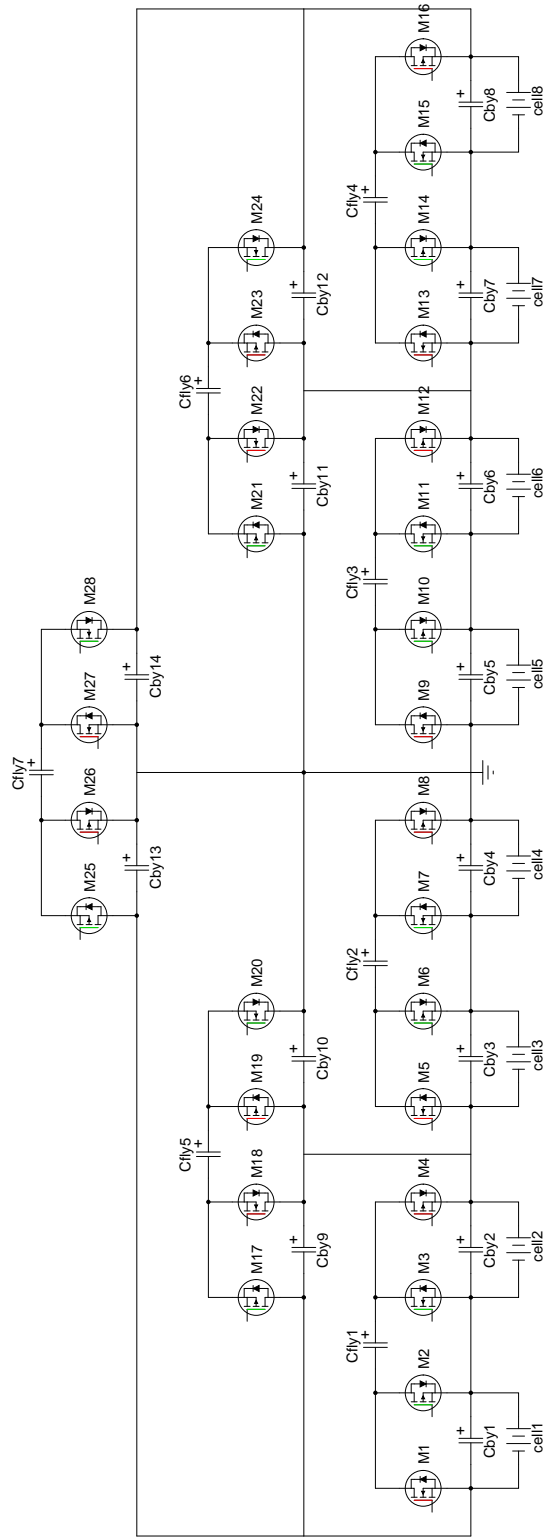 M16
M15
Cby8
cell8
Cfly4
+
+
M14
M13
Cby7
cell7
+
M24
M23
Cby12
+
Cfly6
+
M22
M21
Cby11
+
M12
M11
Cby6
cell6
+
Cfly3
+
M10
M9
Cby5
cell5
+
M28
M27
Cby14
+
Cfly7
+
M26
M25
Cby13
+
M8
M7
Cby4
cell4
+
Cfly2
+
M6
M5
Cby3
cell3
+
M20
M19
Cby10
+
Cfly5
+
M18
M17
Cby9
+
M4
M3
Cby2
cell2
+
Cfly1
+
M2
M1
Cby1
cell1
+